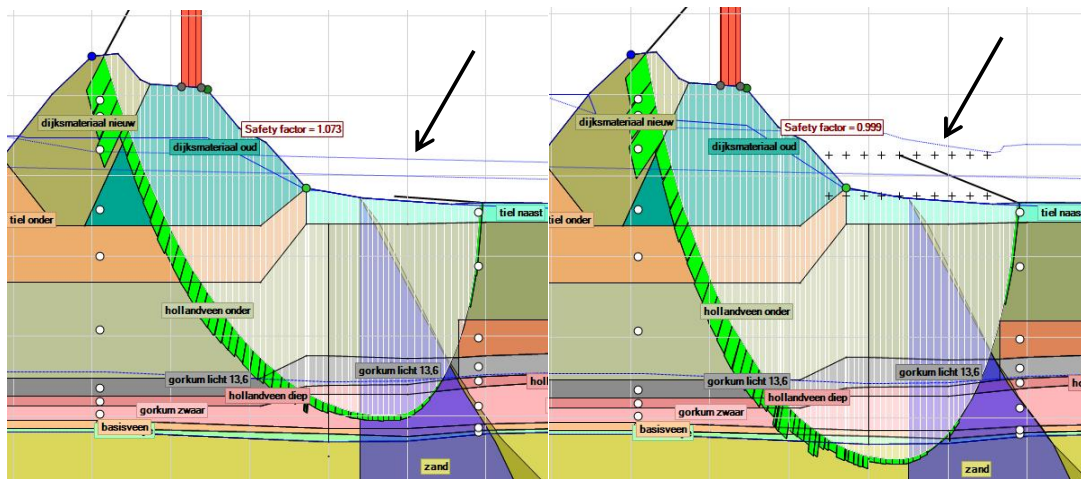 Safety factor = 1.073
dijksmateriaal nieuw
dijksmateriaal oud
tiel onder
tiel naast
hollandveen onder
gorkum licht 13,6
gorkum licht 13,6
hol
hollandveen diep
gorkum zwaar
basisveen
zand
Safety factor = 0.999
dijksmateriaal nieuw
dijksmateriaal oud
tiel onder
tiel naast
hollandveen onder
gorkum licht 13,6
gorkum licht 13,6
ho
hollandveen diep
gorkum zwaar
basisveen
zand